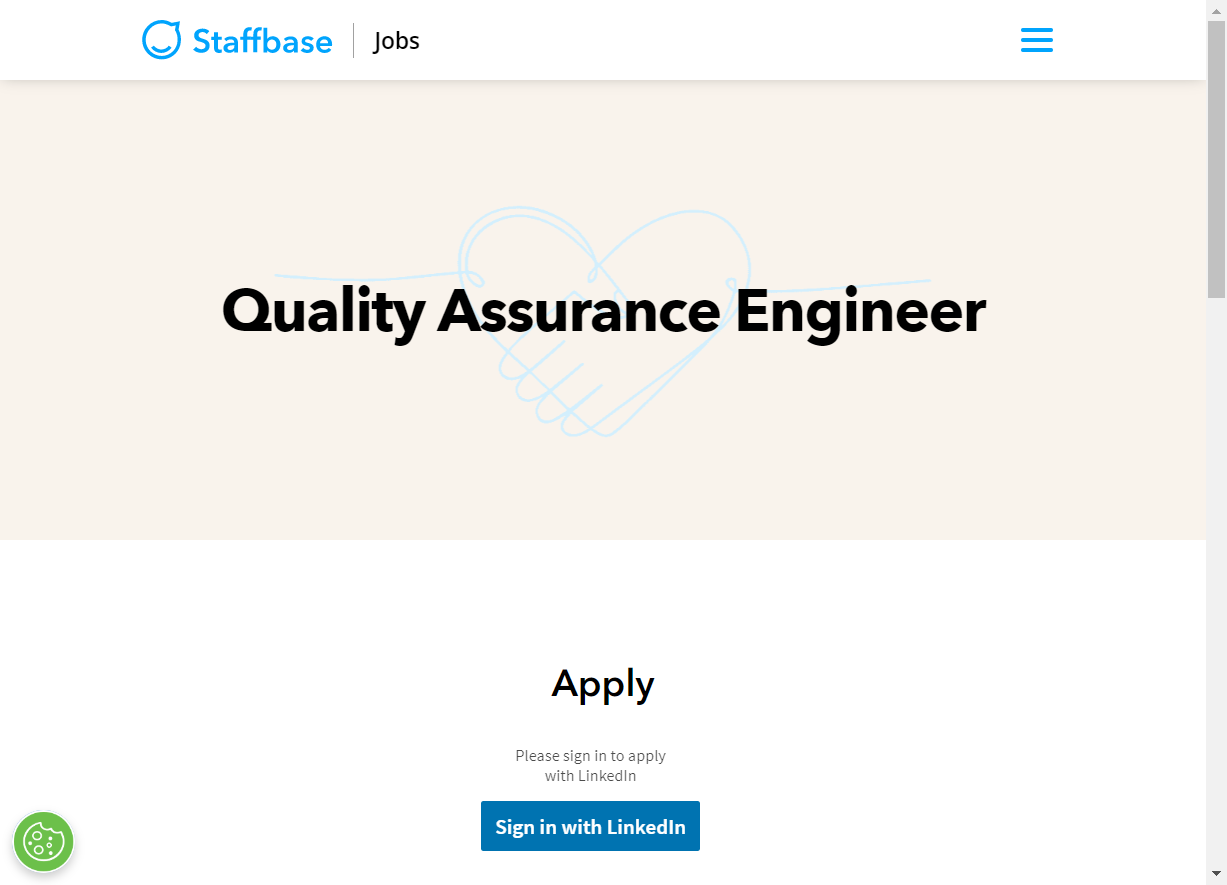 Staffbase Jobs
Quality Assurance Engineer
Apply
Please sign in to apply
with LinkedIn
Sign in with LinkedIn